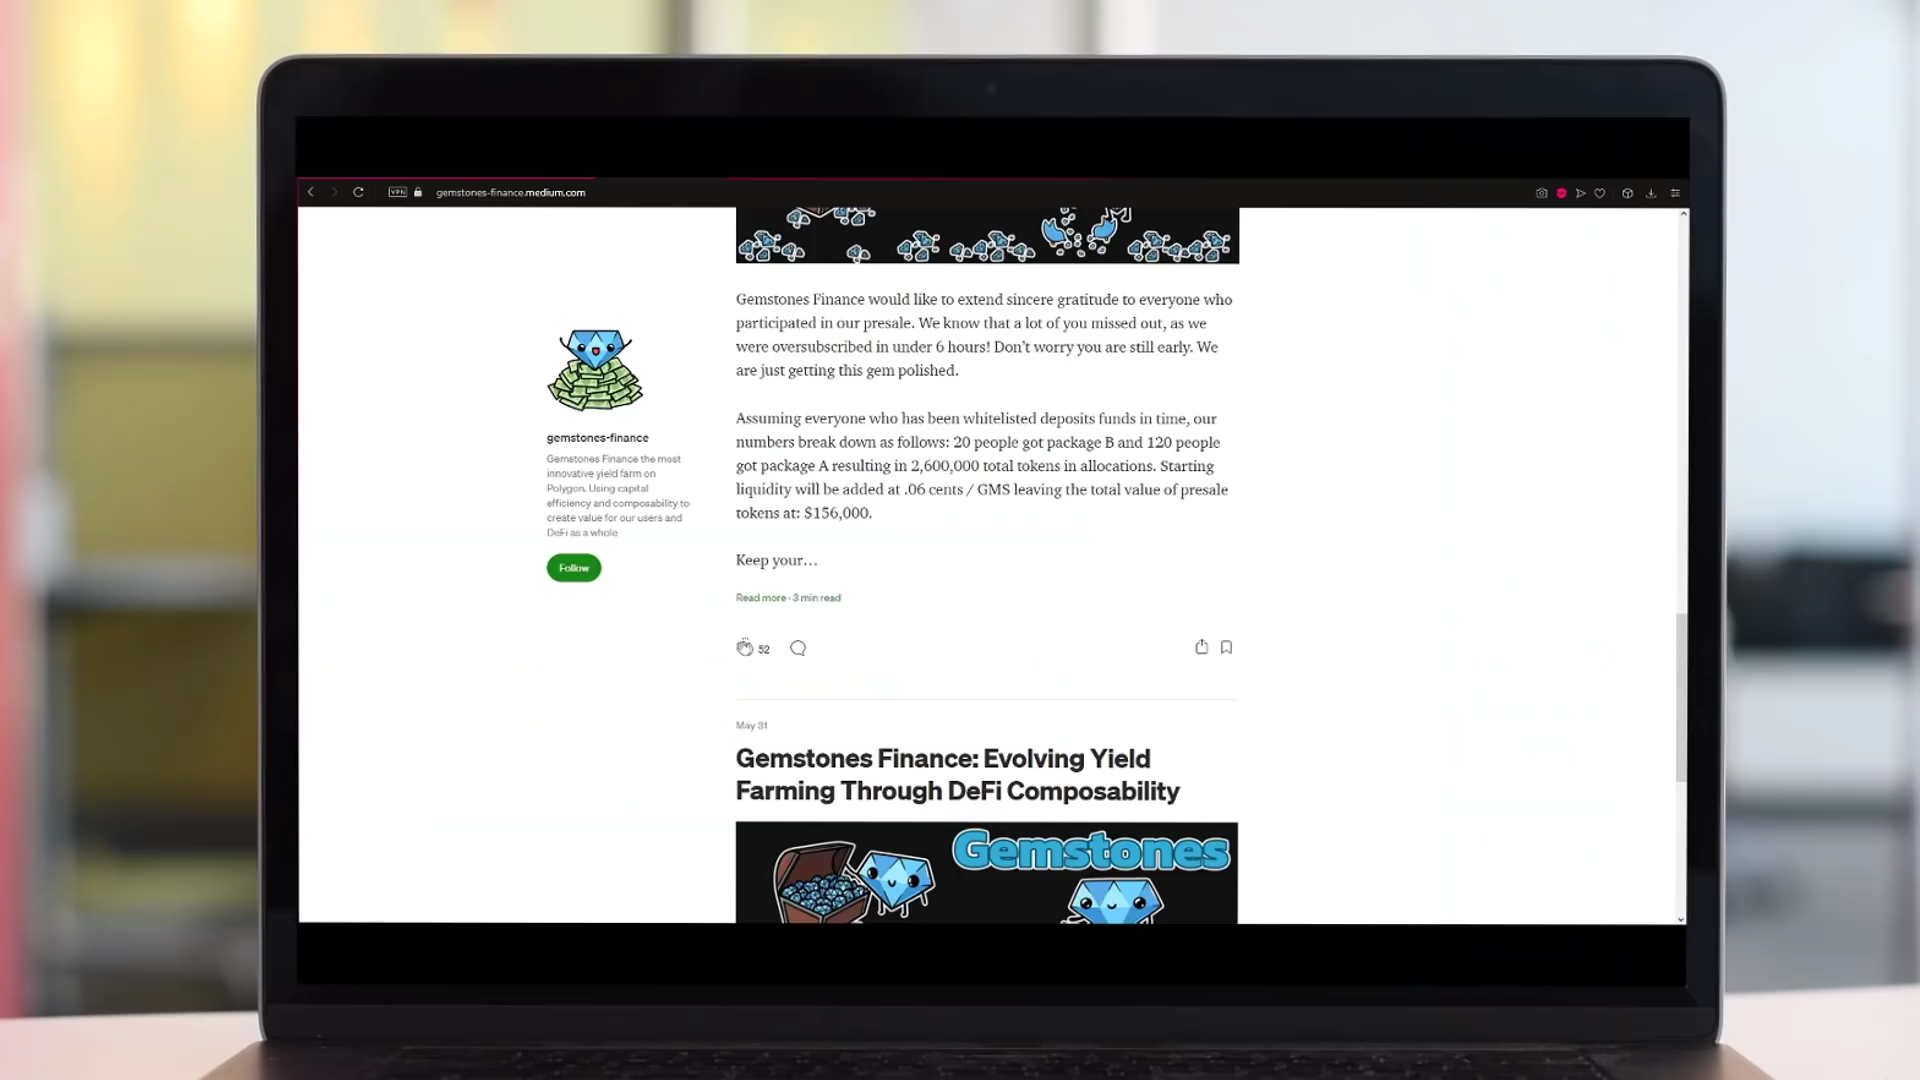 VPN
gemstones-finance.medium.com
Gemstones Finance would like to extend sincere gratitude to everyone who
participated in our presale. We know that a lot of you missed out, as we
were oversubscribed in under 6 hours! Don’t worry you are still early. We
are just getting this gem polished.
Assuming everyone who has been whitelisted deposits funds in time, our
numbers break down as follows: 20 people got package B and 120 people
got package A resulting in 2,600,000 total tokens in allocations. Starting
liquidity will be added at .06 cents / GMS leaving the total value of presale
tokens at: $156,000.
Keep your…
Read more · 3 min read
52
gemstones-finance
Gemstones Finance the most
innovative yield farm on
Polygon. Using capital
efficiency and composability to
create value for our users and
DeFi as a whole
Follow
May 31
Gemstones Finance: Evolving Yield
Farming Through DeFi Composability
Gemstones